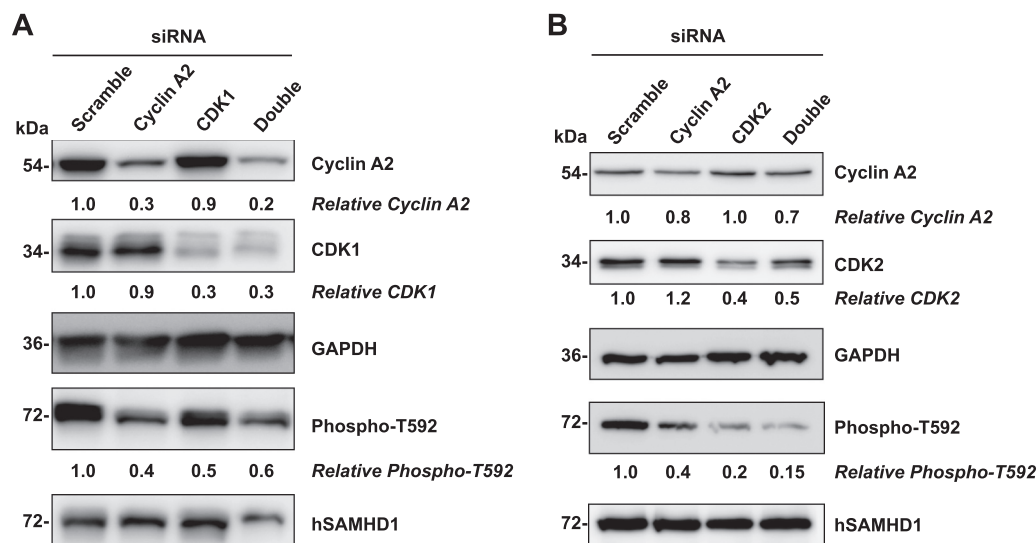 A
siRNA
Scramble Cyclin A2 CDK1 Double
kDa
54- Cyclin A2
1.0 0.3 0.9 0.2 Relative Cyclin A2
34- CDK1
1.0 0.9 0.3 0.3 Relative CDK1
36- GAPDH
72- Phospho-T592
1.0 0.4 0.5 0.6 Relative Phospho-T592
72- hSAMHD1
B
siRNA
Scramble Cyclin A2 CDK2 Double
kDa
54- Cyclin A2
1.0 0.8 1.0 0.7 Relative Cyclin A2
34- CDK2
1.0 1.2 0.4 0.5 Relative CDK2
36- GAPDH
72- Phospho-T592
1.0 0.4 0.2 0.15 Relative Phospho-T592
72- hSAMHD1